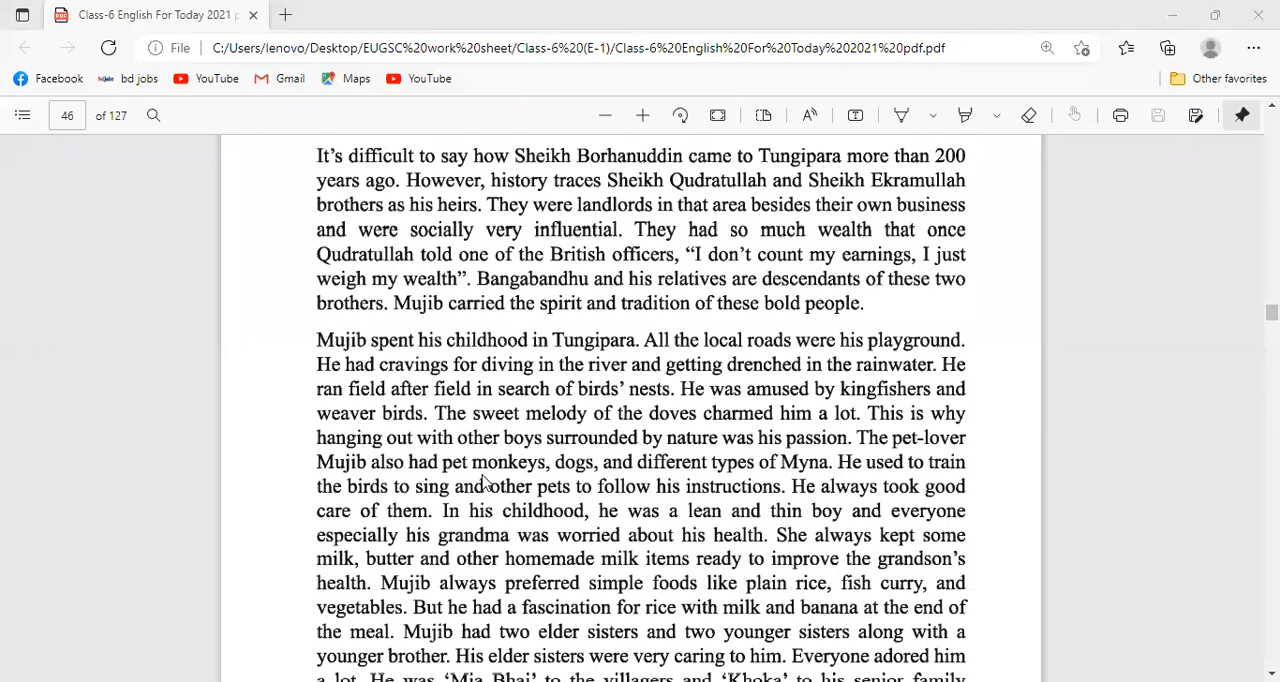 Class-6 English For Today 2021 p
File C:/Users/lenovo/Desktop/EUGSC%20work%20sheet/Class-6%20(E-1)/Class-6%20English%20For%20Today%202021%20pdf.pdf
Facebook bd jobs YouTube Gmail Maps YouTube Other favorites
46 of 127
It's difficult to say how Sheikh Borhanuddin came to Tungipara more than 200
years ago. However, history traces Sheikh Qudratullah and Sheikh Ekramullah
brothers as his heirs. They were landlords in that area besides their own business
and were socially very influential. They had so much wealth that once
Qudratullah told one of the British officers, “I don't count my earnings, I just
weigh my wealth”. Bangabandhu and his relatives are descendants of these two
brothers. Mujib carried the spirit and tradition of these bold people.
Mujib spent his childhood in Tungipara. All the local roads were his playground.
He had cravings for diving in the river and getting drenched in the rainwater. He
ran field after field in search of birds' nests. He was amused by kingfishers and
weaver birds. The sweet melody of the doves charmed him a lot. This is why
hanging out with other boys surrounded by nature was his passion. The pet-lover
Mujib also had pet monkeys, dogs, and different types of Myna. He used to train
the birds to sing and other pets to follow his instructions. He always took good
care of them. In his childhood, he was a lean and thin boy and everyone
especially his grandma was worried about his health. She always kept some
milk, butter and other homemade milk items ready to improve the grandson's
health. Mujib always preferred simple foods like plain rice, fish curry, and
vegetables. But he had a fascination for rice with milk and banana at the end of
the meal. Mujib had two elder sisters and two younger sisters along with a
younger brother. His elder sisters were very caring to him. Everyone adored him
a lot. He was ‘Mia Bhai’ to the villagers and ‘Khoka’ to his senior family